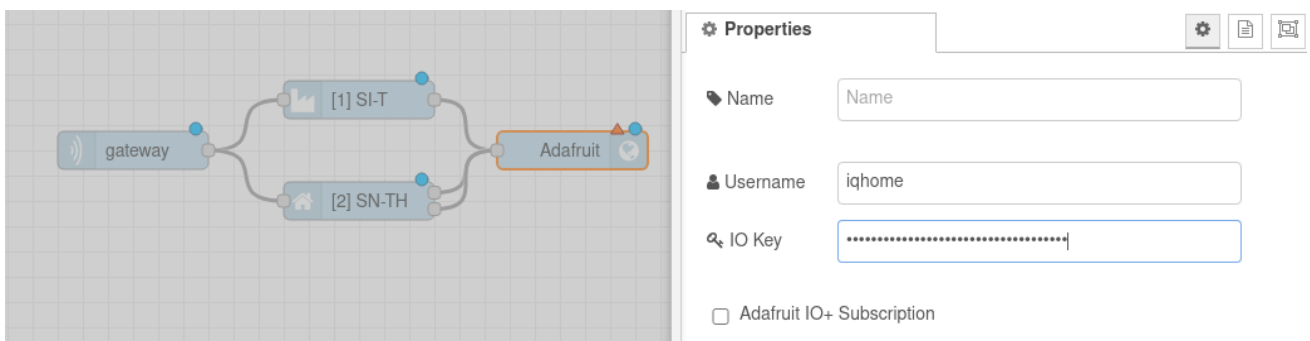 [1] SI-T
gateway
Adafruit
[2] SN-TH
Properties
Name
Name
Username
iqhome
IO Key
•••••••••••••••••••••••••••••••••••••
Adafruit IO+ Subscription